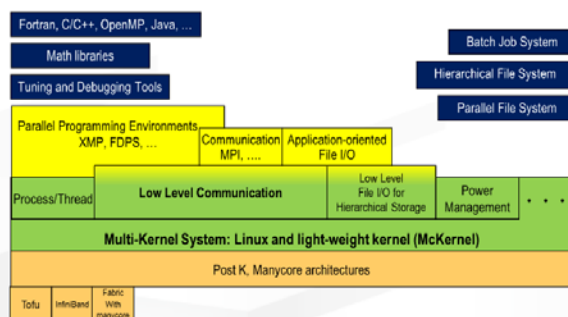 Fortran, C/C++, OpenMP, Java, ...
Math libraries
Tuning and Debugging Tools
Batch Job System
Hierarchical File System
Parallel File System
Parallel Programming Environments
XMP, FDPS, ...
Communication
MPI, ....
Application-oriented
File I/O
Process/Thread
Low Level Communication
Low Level
File I/O for
Hierarchical Storage
Power
Management
. . .
Multi-Kernel System: Linux and light-weight kernel (McKernel)
Post K, Manycore architectures
Tofu
InfiniBand
Fabric
With
manycore